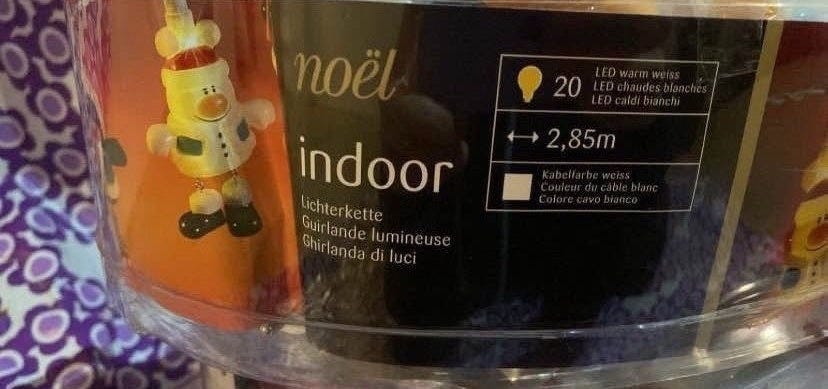 noël
indoor
Lichterkette
Guirlande lumineuse
Ghirlanda di luci
20
LED warm weiss
LED chaudes blanches
LED caldi bianchi
2,85m
Kabelfarbe weiss
Couleur du câble blanc
Colore cavo bianco